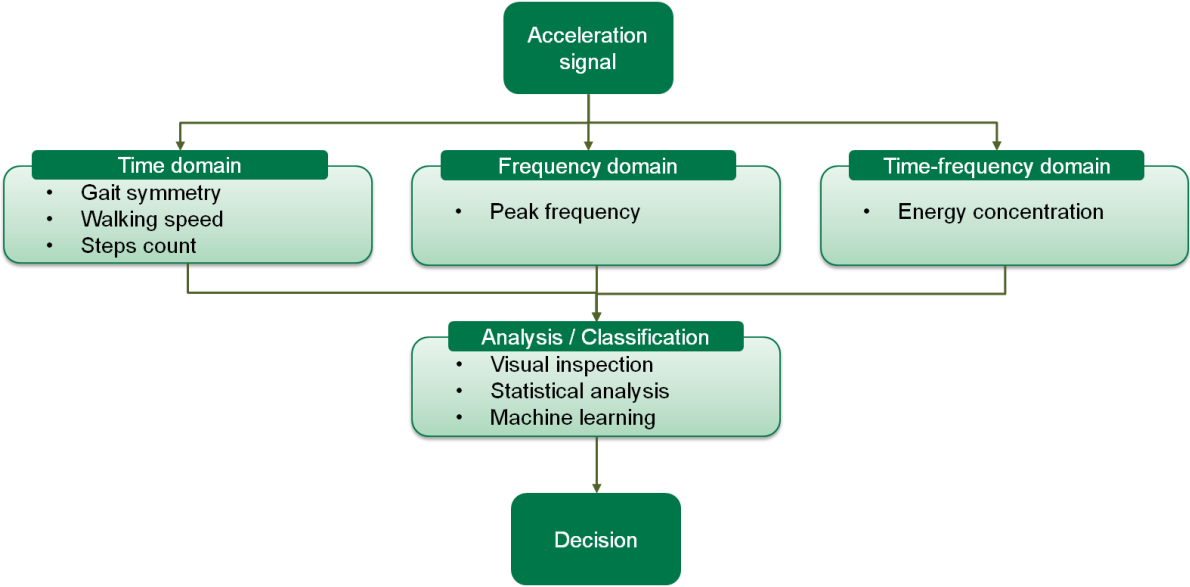 Acceleration
signal
Time domain
• Gait symmetry
• Walking speed
• Steps count
Frequency domain
• Peak frequency
Time-frequency domain
• Energy concentration
Analysis / Classification
• Visual inspection
• Statistical analysis
• Machine learning
Decision